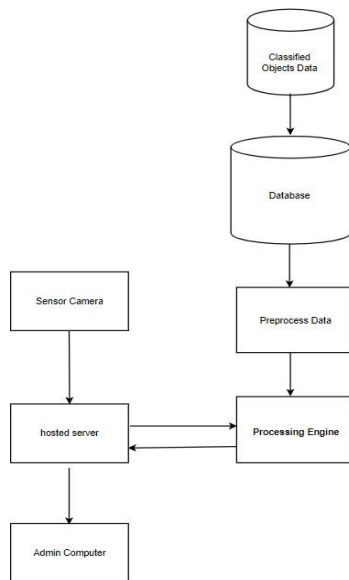 Classified
Objects Data
Database
Sensor Camera
Preprocess Data
hosted server
Processing Engine
Admin Computer